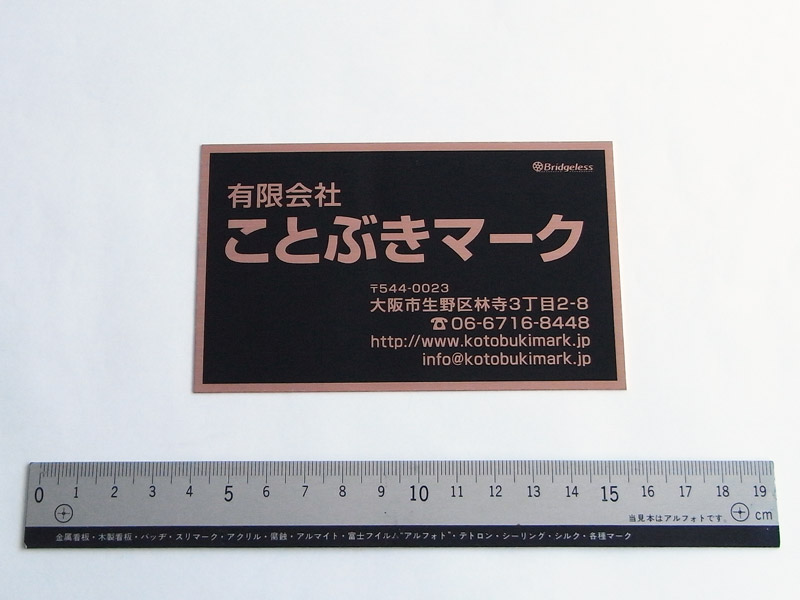 Bridgeless
有限会社
ことぶきマーク
〒544-0023
大阪市生野区林寺3丁目2-8
☎06-6716-8448
http://www.kotobukimark.jp
info@kotobukimark.jp
0 1 2 3 4 5 6 7 8 9 10 11 12 13 14 15 16 17 18 19
当見本はアルフォトです。 cm
金属看板・木製看板・バッヂ・スリマーク・アクリル・腐蝕・アルマイト・富士フイルム"アルフォト"・テトロン・シーリング・シルク・各種マーク